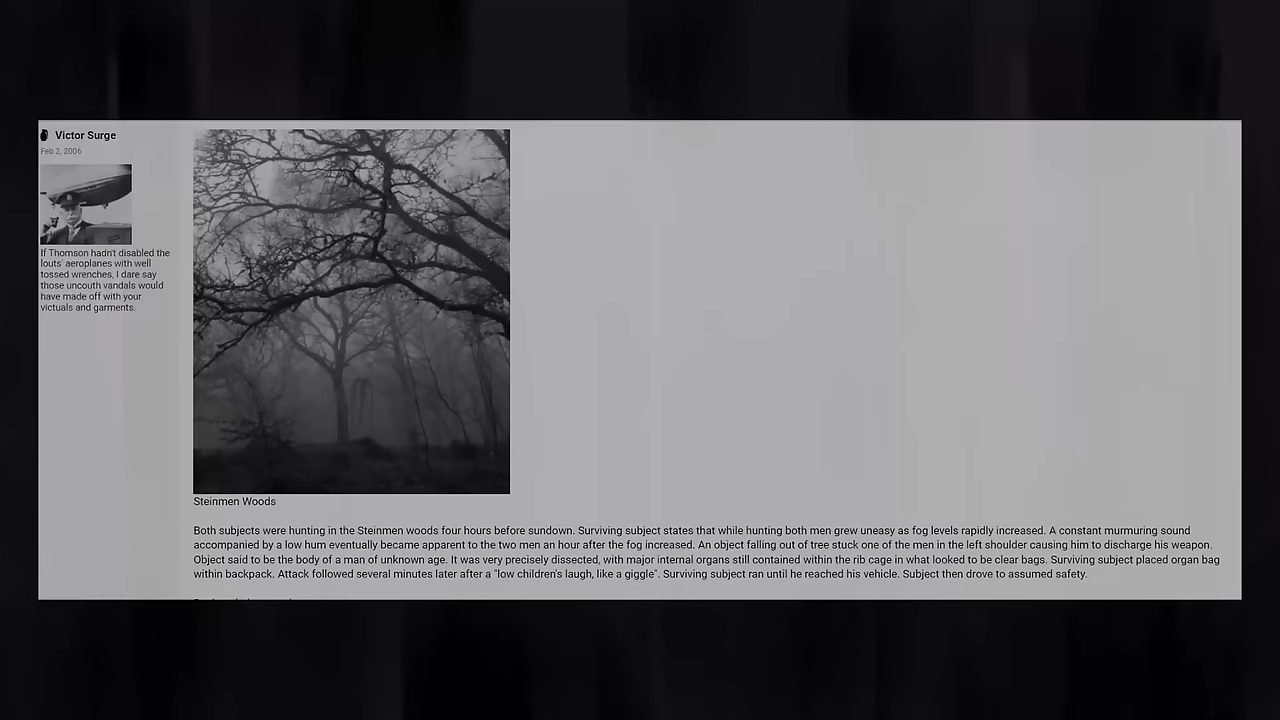 Victor Surge
Feb 2, 2006
If Thomson hadn't disabled the
louts' aeroplanes with well
tossed wrenches, I dare say
those uncouth vandals would
have made off with your
victuals and garments.
Steinmen Woods
Both subjects were hunting in the Steinmen woods four hours before sundown. Surviving subject states that while hunting both men grew uneasy as fog levels rapidly increased. A constant murmuring sound
accompanied by a low hum eventually became apparent to the two men an hour after the fog increased. An object falling out of tree stuck one of the men in the left shoulder causing him to discharge his weapon.
Object said to be the body of a man of unknown age. It was very precisely dissected, with major internal organs still contained within the rib cage in what looked to be clear bags. Surviving subject placed organ bag
within backpack. Attack followed several minutes later after a "low children's laugh, like a giggle". Surviving subject ran until he reached his vehicle. Subject then drove to assumed safety.